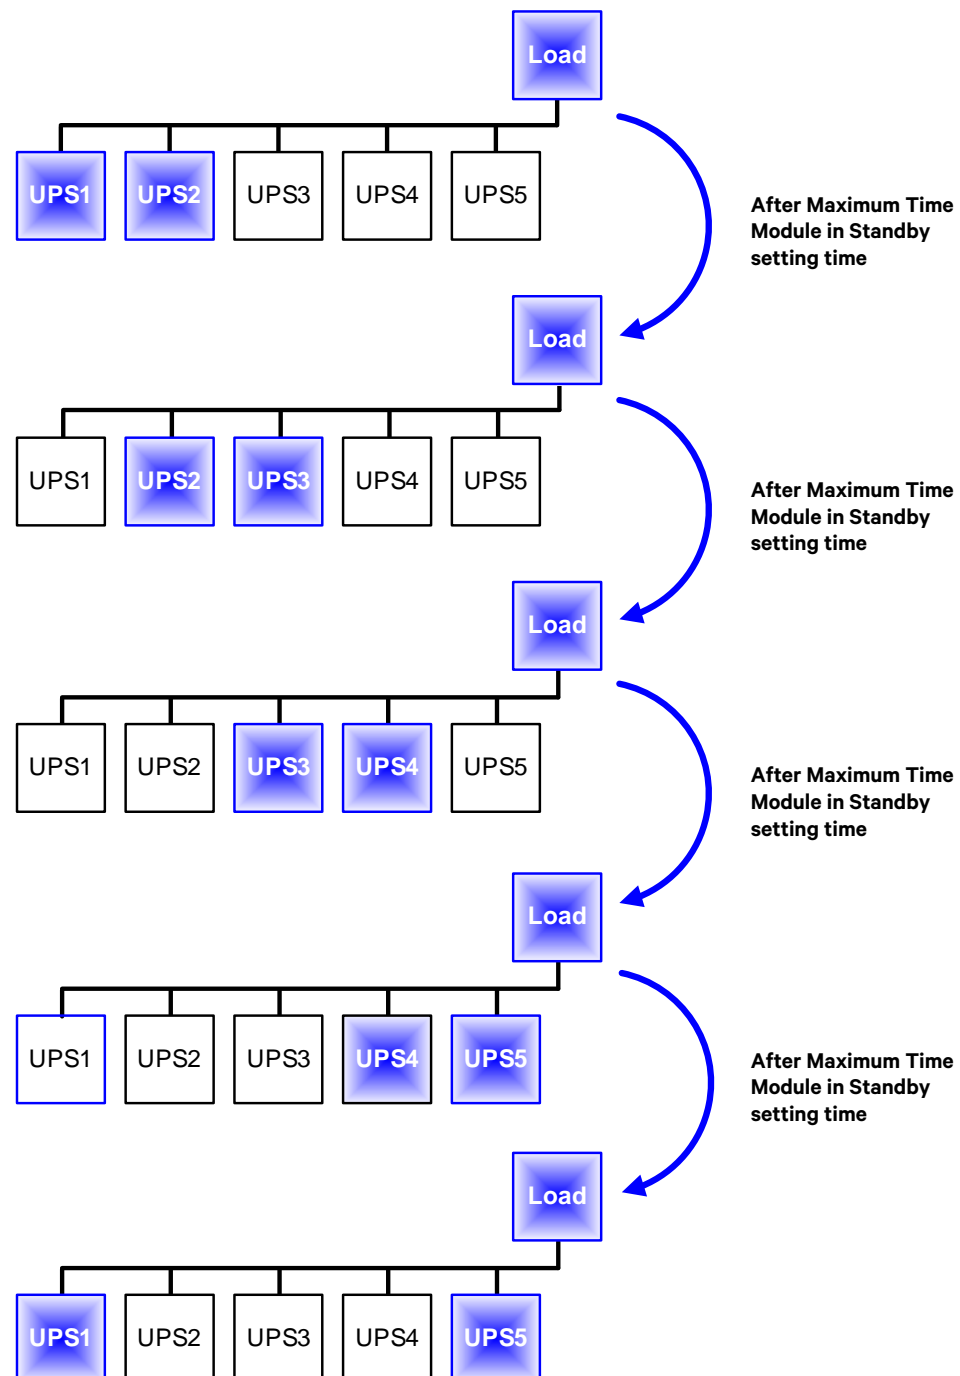 Load
UPS1 UPS2 UPS3 UPS4 UPS5
After Maximum Time
Module in Standby
setting time
Load
UPS1 UPS2 UPS3 UPS4 UPS5
After Maximum Time
Module in Standby
setting time
Load
UPS1 UPS2 UPS3 UPS4 UPS5
After Maximum Time
Module in Standby
setting time
Load
UPS1 UPS2 UPS3 UPS4 UPS5
After Maximum Time
Module in Standby
setting time
Load
UPS1 UPS2 UPS3 UPS4 UPS5